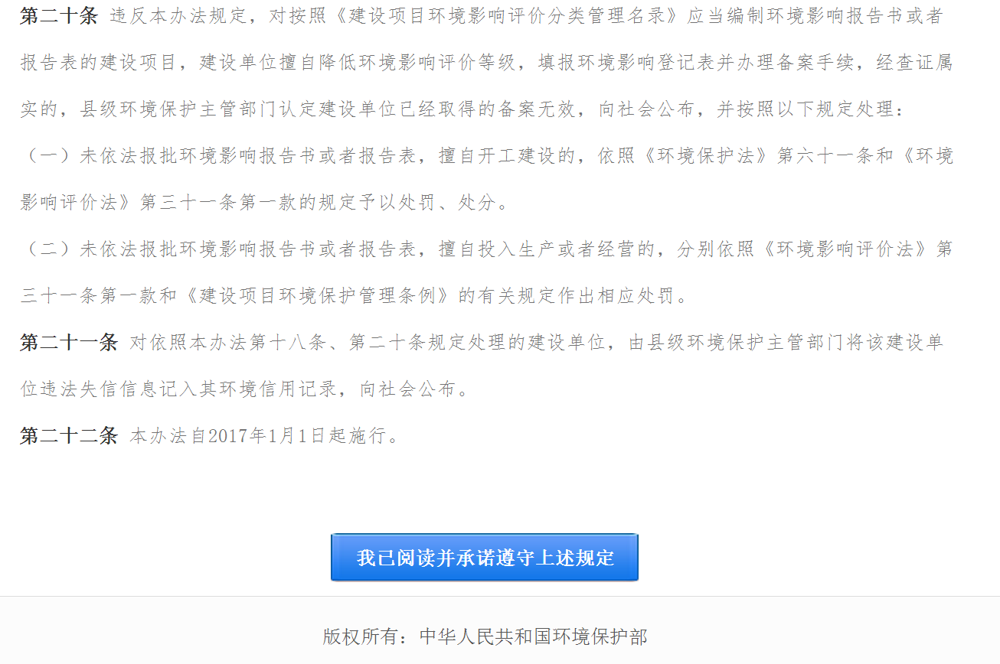 第二十条 违反本办法规定，对按照《建设项目环境影响评价分类管理名录》应当编制环境影响报告书或者
报告表的建设项目，建设单位擅自降低环境影响评价等级，填报环境影响登记表并办理备案手续，经查证属
实的，县级环境保护主管部门认定建设单位已经取得的备案无效，向社会公布，并按照以下规定处理：
（一）未依法报批环境影响报告书或者报告表，擅自开工建设的，依照《环境保护法》第六十一条和《环境
影响评价法》第三十一条第一款的规定予以处罚、处分。
（二）未依法报批环境影响报告书或者报告表，擅自投入生产或者经营的，分别依照《环境影响评价法》第
三十一条第一款和《建设项目环境保护管理条例》的有关规定作出相应处罚。
第二十一条 对依照本办法第十八条、第二十条规定处理的建设单位，由县级环境保护主管部门将该建设单
位违法失信信息记入其环境信用记录，向社会公布。
第二十二条 本办法自2017年1月1日起施行。
我已阅读并承诺遵守上述规定
版权所有：中华人民共和国环境保护部